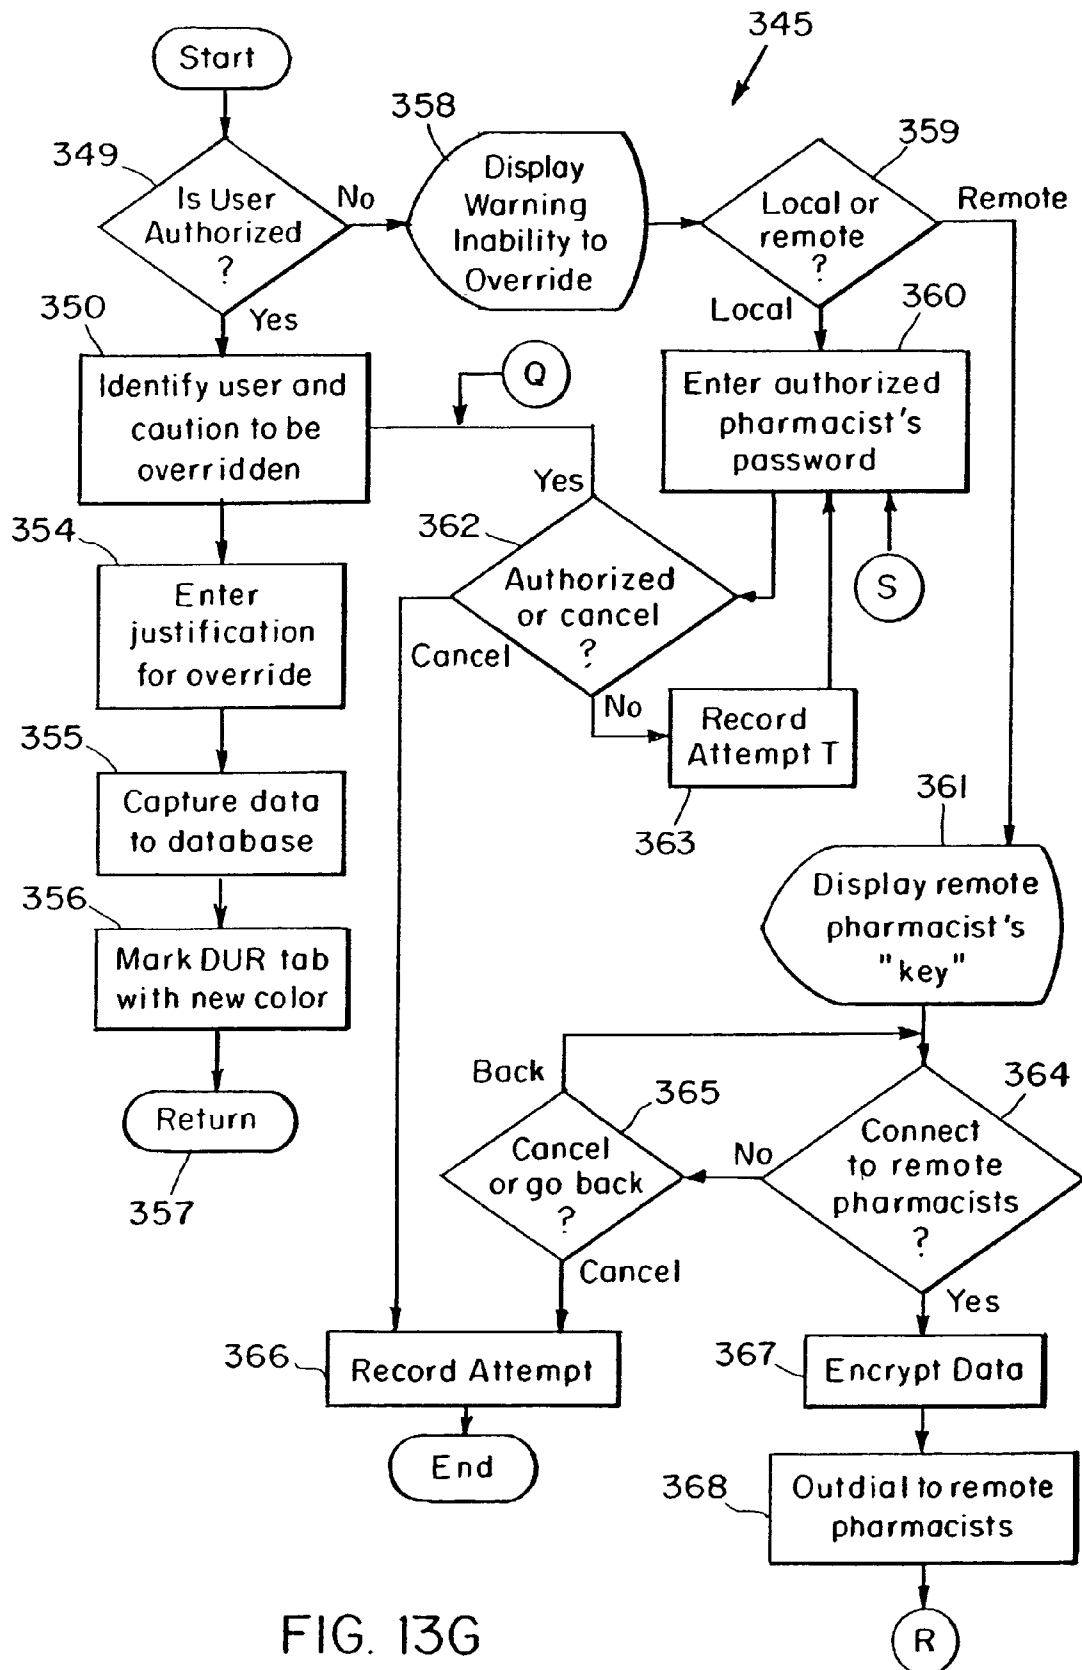 345
Start
349
Is User
Authorized
?
No
Yes
358
Display
Warning
Inability to
Override
359
Local or
remote
?
Remote
Local
350
Identify user and
caution to be
overridden
Q
360
Enter authorized
pharmacist's
password
S
354
Enter
justification
for override
362
Yes
Authorized
or cancel
?
Cancel
No
Record
Attempt T
363
355
Capture data
to database
356
Mark DUR tab
with new color
Return
357
361
Display remote
pharmacist's
"key"
364
Connect
to remote
pharmacists
?
No
Yes
365
Back
Cancel
or go back
?
Cancel
366
Record Attempt
End
367
Encrypt Data
368
Outdial to remote
pharmacists
R
FIG. 13G